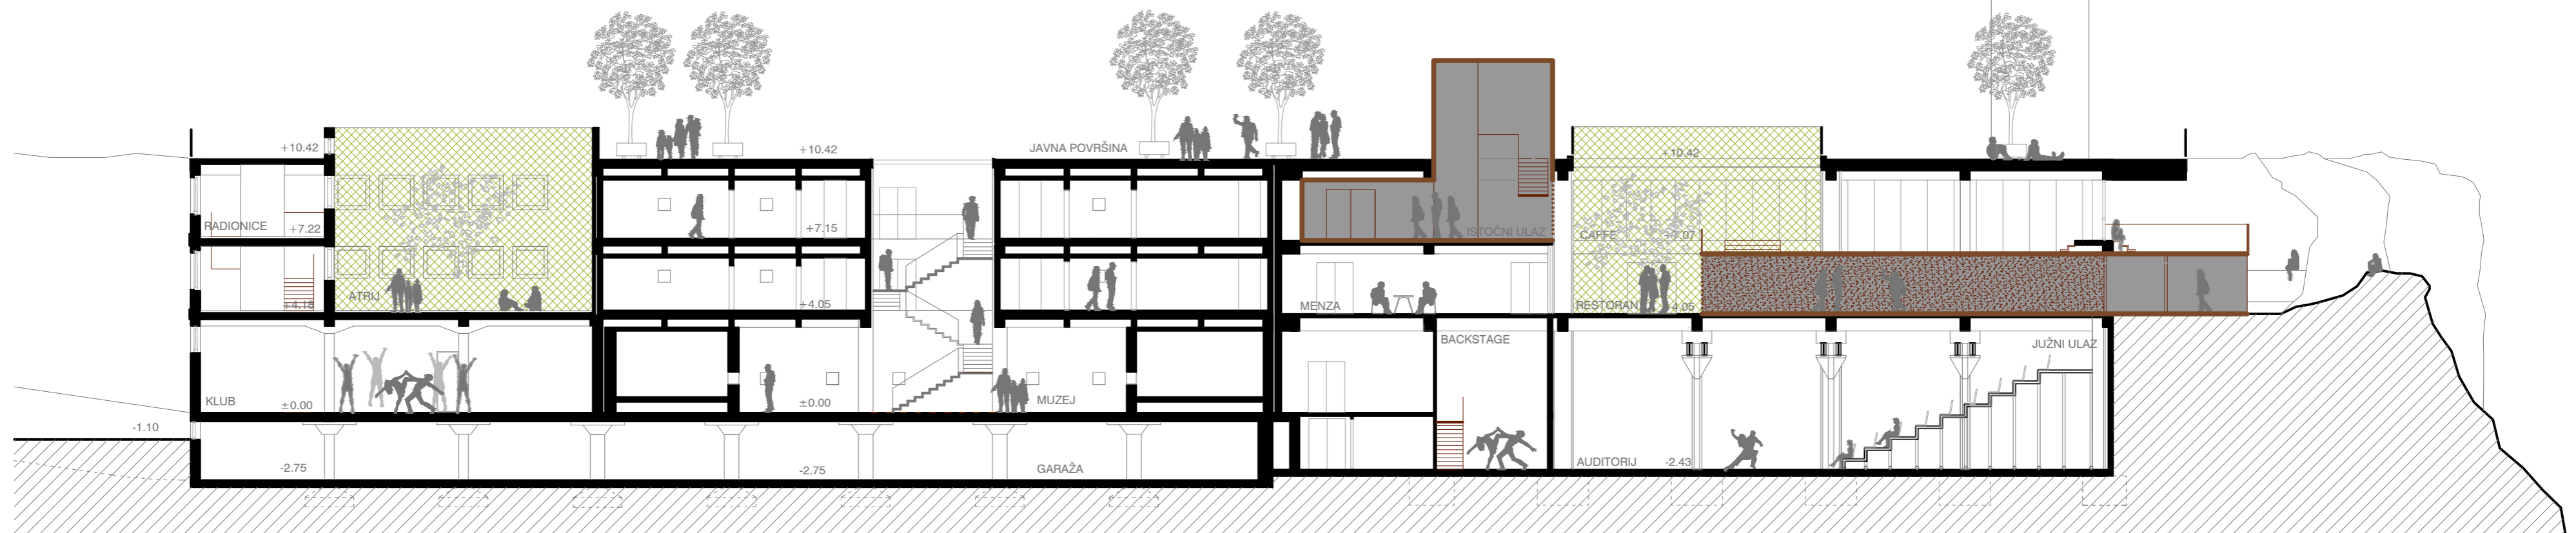 +10.42
+10.42
JAVNA POVRŠINA
+10.42
RADIONICE
+7.22
+7.15
ISTOČNI ULAZ
CAFFE
+7.07
ATRIJ
+4.18
+4.05
MENZA
RESTORAN
+4.05
BACKSTAGE
JUŽNI ULAZ
KLUB
±0.00
±0.00
MUZEJ
-1.10
-2.75
-2.75
GARAŽA
AUDITORIJ
-2.43